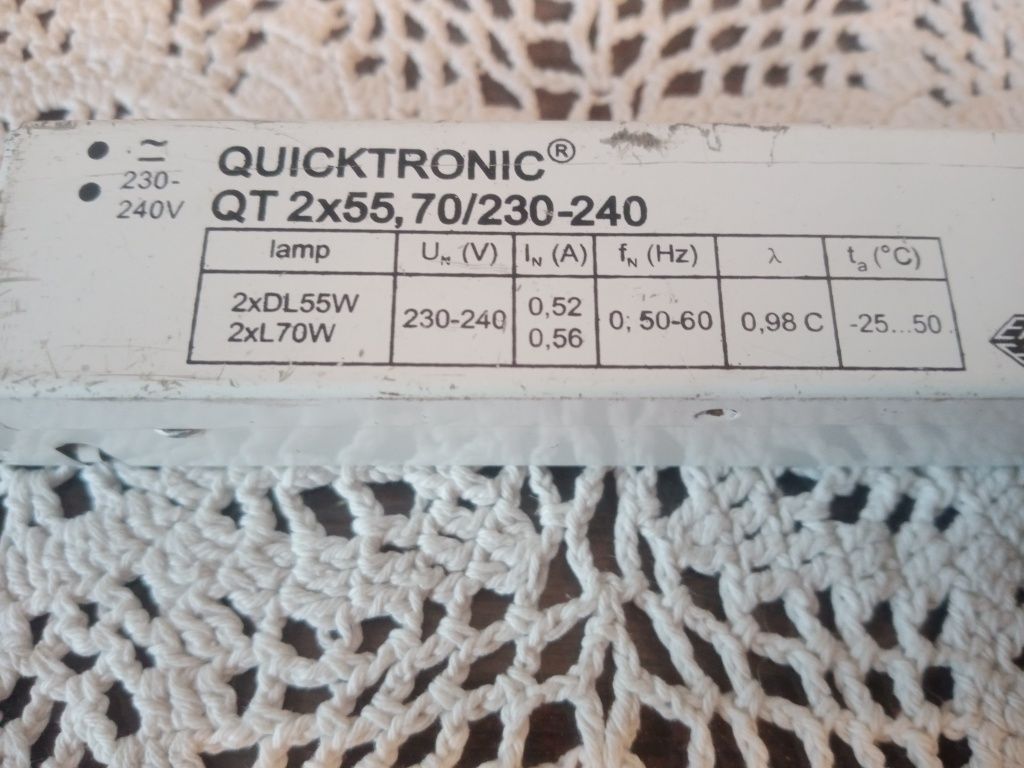 ≂
230-
240V
QUICKTRONIC®
QT 2x55, 70/230-240
lamp U_N (V) I_N (A) f_N (Hz) λ t_a (°C)
2xDL55W 230-240 0,52 0; 50-60 0,98 C -25...50
2xL70W 0,56